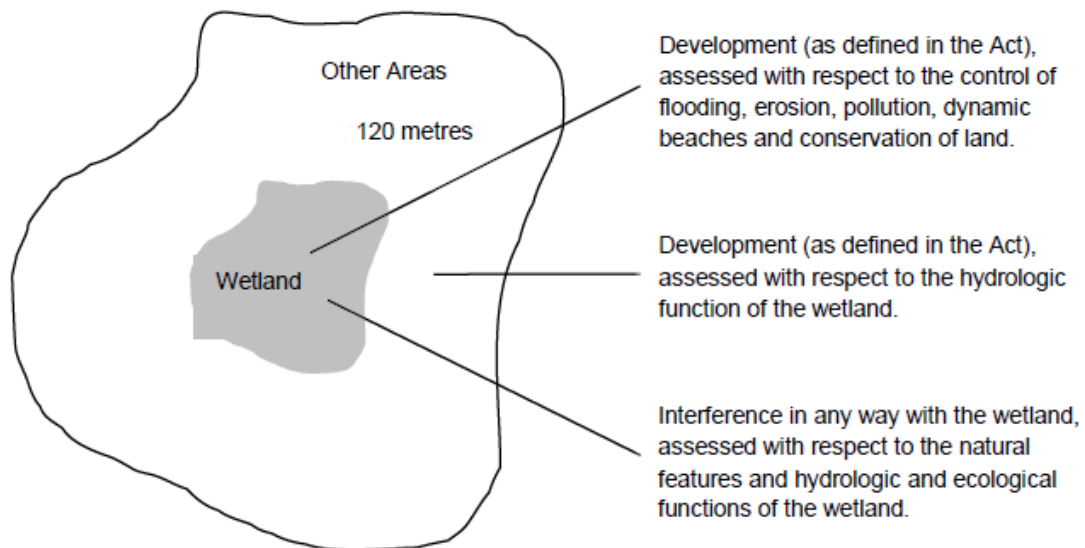 Other Areas
120 metres
Wetland
Development (as defined in the Act),
assessed with respect to the control of
flooding, erosion, pollution, dynamic
beaches and conservation of land.
Development (as defined in the Act),
assessed with respect to the hydrologic
function of the wetland.
Interference in any way with the wetland,
assessed with respect to the natural
features and hydrologic and ecological
functions of the wetland.